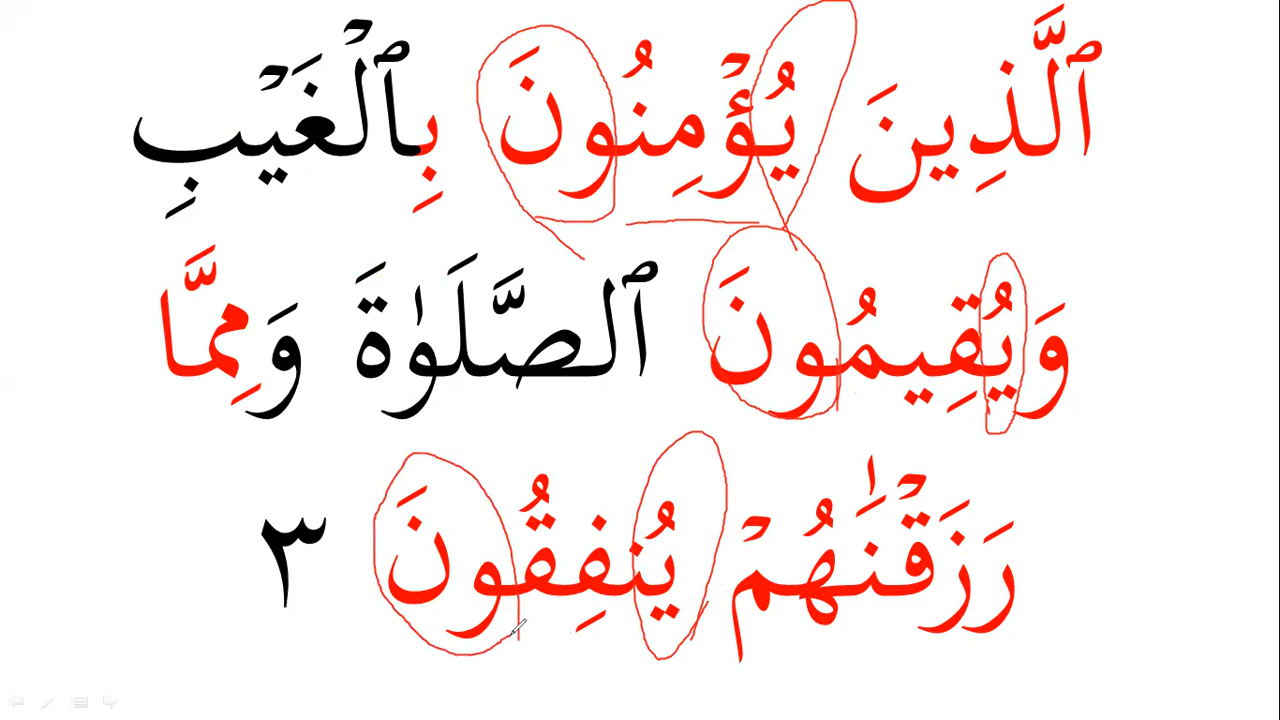 ٱلَّذِينَ يُؤْمِنُونَ بِٱلْغَيْبِ
وَيُقِيمُونَ ٱلصَّلَوٰةَ وَمِمَّا
رَزَقْنَٰهُمْ يُنفِقُونَ ٣